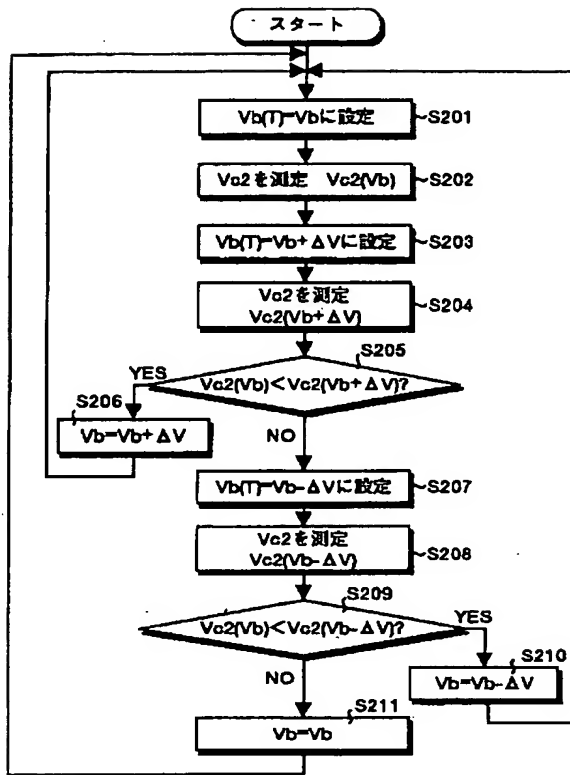 スタート
Vb(T)=Vbに設定
S201
Vc2を測定 Vc2(Vb)
S202
Vb(T)=Vb+ΔVに設定
S203
Vc2を測定
Vc2(Vb+ΔV)
S204
S205
Vc2(Vb)<Vc2(Vb+ΔV)?
YES
S206
Vb=Vb+ΔV
NO
Vb(T)=Vb-ΔVに設定
S207
Vc2を測定
Vc2(Vb-ΔV)
S208
S209
Vc2(Vb)<Vc2(Vb-ΔV)?
YES
S210
Vb=Vb-ΔV
NO
S211
Vb=Vb